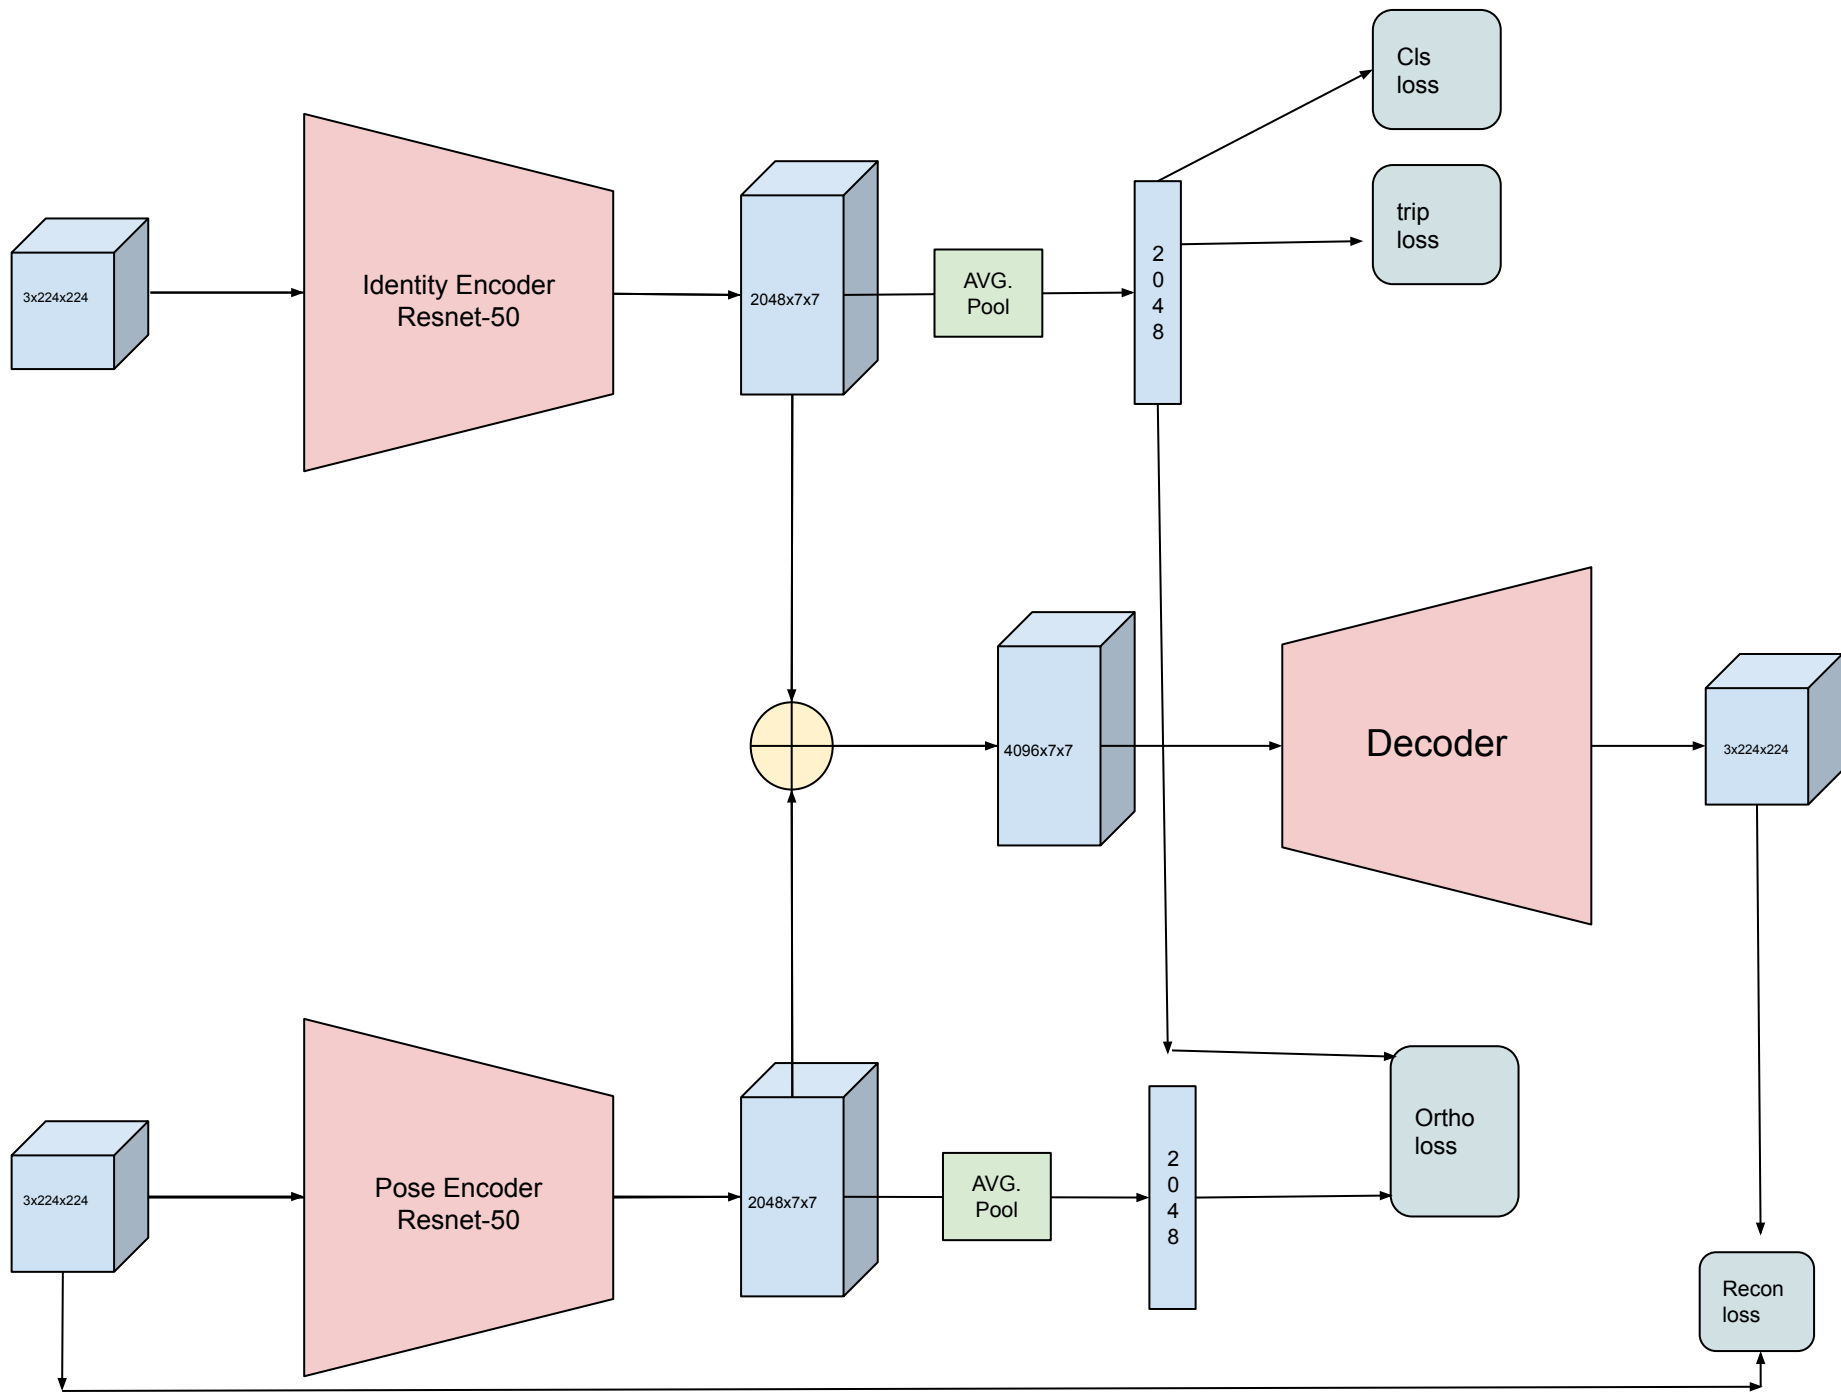 Cls
loss
trip
loss
3x224x224
Identity Encoder
Resnet-50
2048x7x7
AVG.
Pool
2
0
4
8
4096x7x7
Decoder
3x224x224
3x224x224
Pose Encoder
Resnet-50
2048x7x7
AVG.
Pool
2
0
4
8
Ortho
loss
Recon
loss